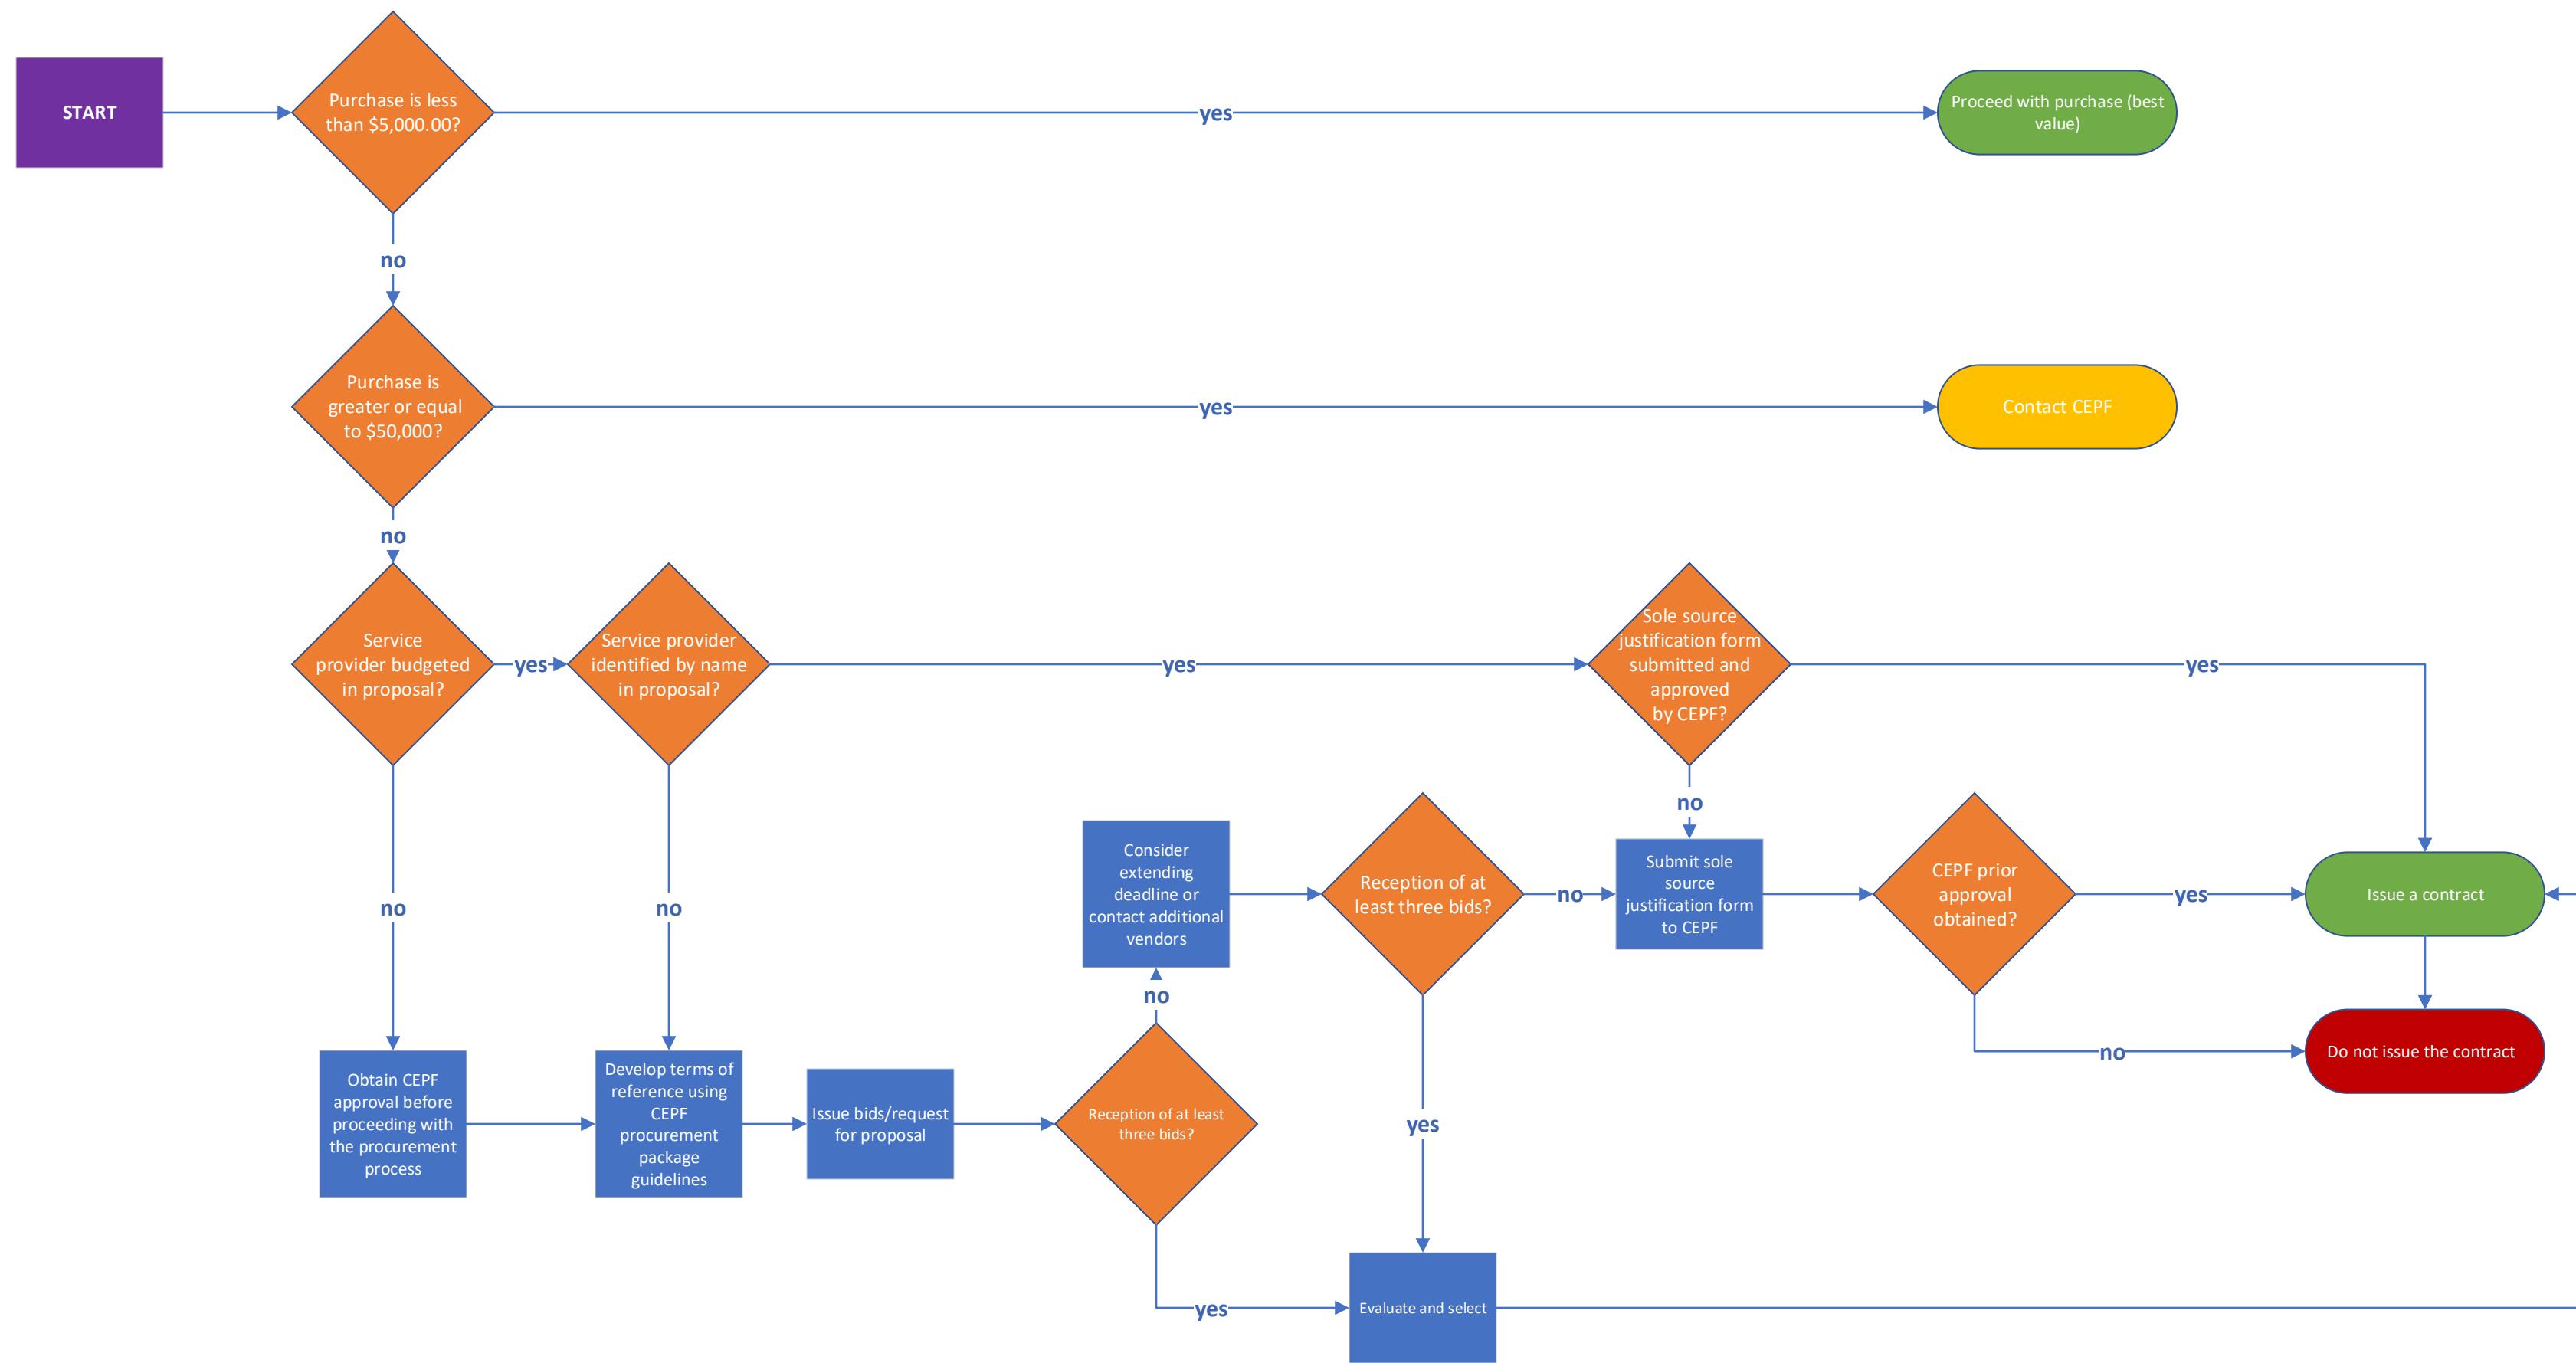 START
Purchase is less
than $5,000.00?
yes
Proceed with purchase (best
value)
no
Purchase is
greater or equal
to $50,000?
yes
Contact CEPF
no
Service
provider budgeted
in proposal?
yes
Service provider
identified by name
in proposal?
yes
Sole source
justification form
submitted and
approved
by CEPF?
yes
no
no
no
Consider
extending
deadline or
contact additional
vendors
Reception of at
least three bids?
no
Submit sole
source
justification form
to CEPF
CEPF prior
approval
obtained?
yes
Issue a contract
no
Do not issue the contract
no
Obtain CEPF
approval before
proceeding with
the procurement
process
Develop terms of
reference using
CEPF
procurement
package
guidelines
Issue bids/request
for proposal
Reception of at least
three bids?
yes
yes
Evaluate and select